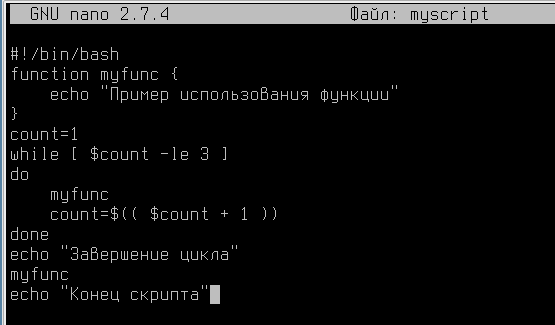 GNU nano 2.7.4 Файл: myscript
#!/bin/bash
function myfunc {
    echo "Пример использования функции"
}
count=1
while [ $count -le 3 ]
do
    myfunc
    count=$(( $count + 1 ))
done
echo "Завершение цикла"
myfunc
echo "Конец скрипта"